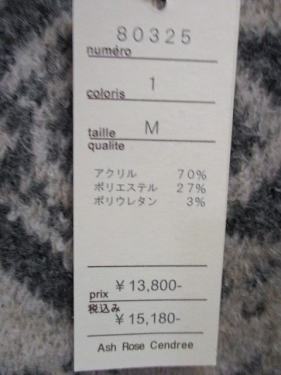 80325
numéro
1
coloris
M
taille
qualite
アクリル 70%
ポリエステル 27%
ポリウレタン 3%
¥13,800-
prix
税込み
¥15,180-
Ash Rose Cendree